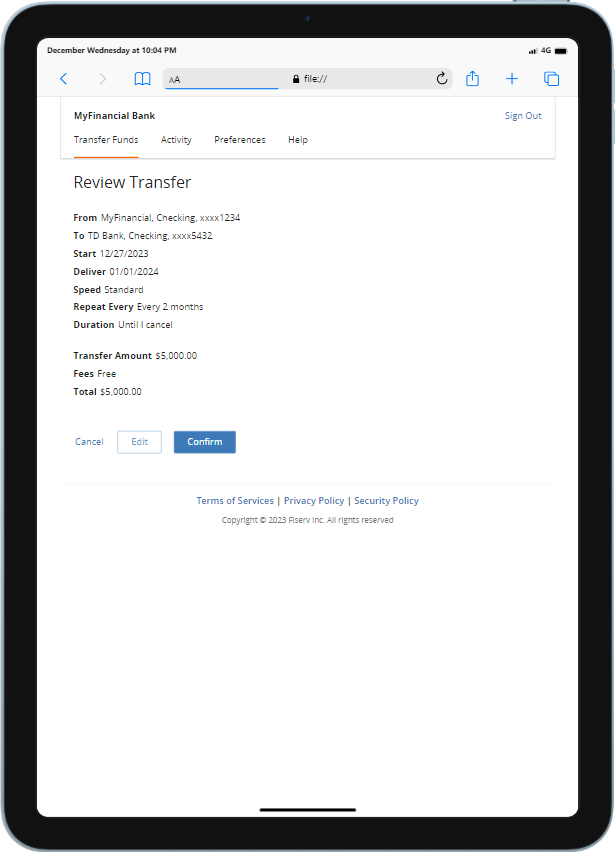 December Wednesday at 10:04 PM 4G
AA file://
MyFinancial Bank Sign Out
Transfer Funds Activity Preferences Help
Review Transfer
From MyFinancial, Checking, xxxx1234
To TD Bank, Checking, xxxx5432
Start 12/27/2023
Deliver 01/01/2024
Speed Standard
Repeat Every Every 2 months
Duration Until I cancel
Transfer Amount $5,000.00
Fees Free
Total $5,000.00
Cancel Edit Confirm
Terms of Services | Privacy Policy | Security Policy
Copyright © 2023 Fiserv Inc. All rights reserved